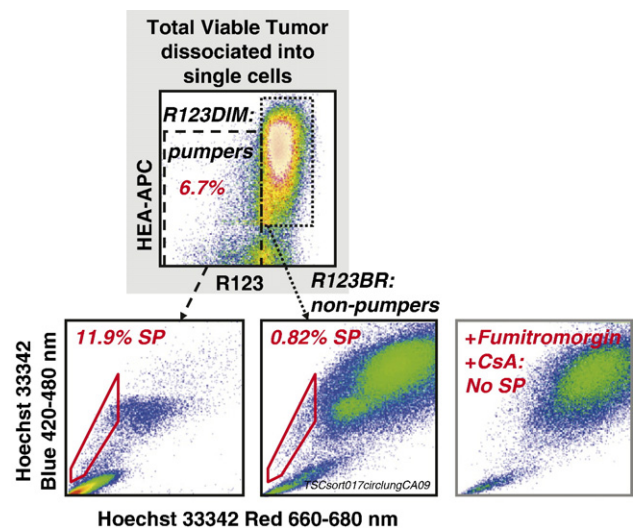 Total Viable Tumor
dissociated into
single cells
R123DIM:
pumpers
6.7%
HEA-APC
R123
R123BR:
non-pumpers
11.9% SP
0.82% SP
+Fumitromorgin
+CsA:
No SP
Hoechst 33342
Blue 420-480 nm
TSCsort017circlungCA09
Hoechst 33342 Red 660-680 nm